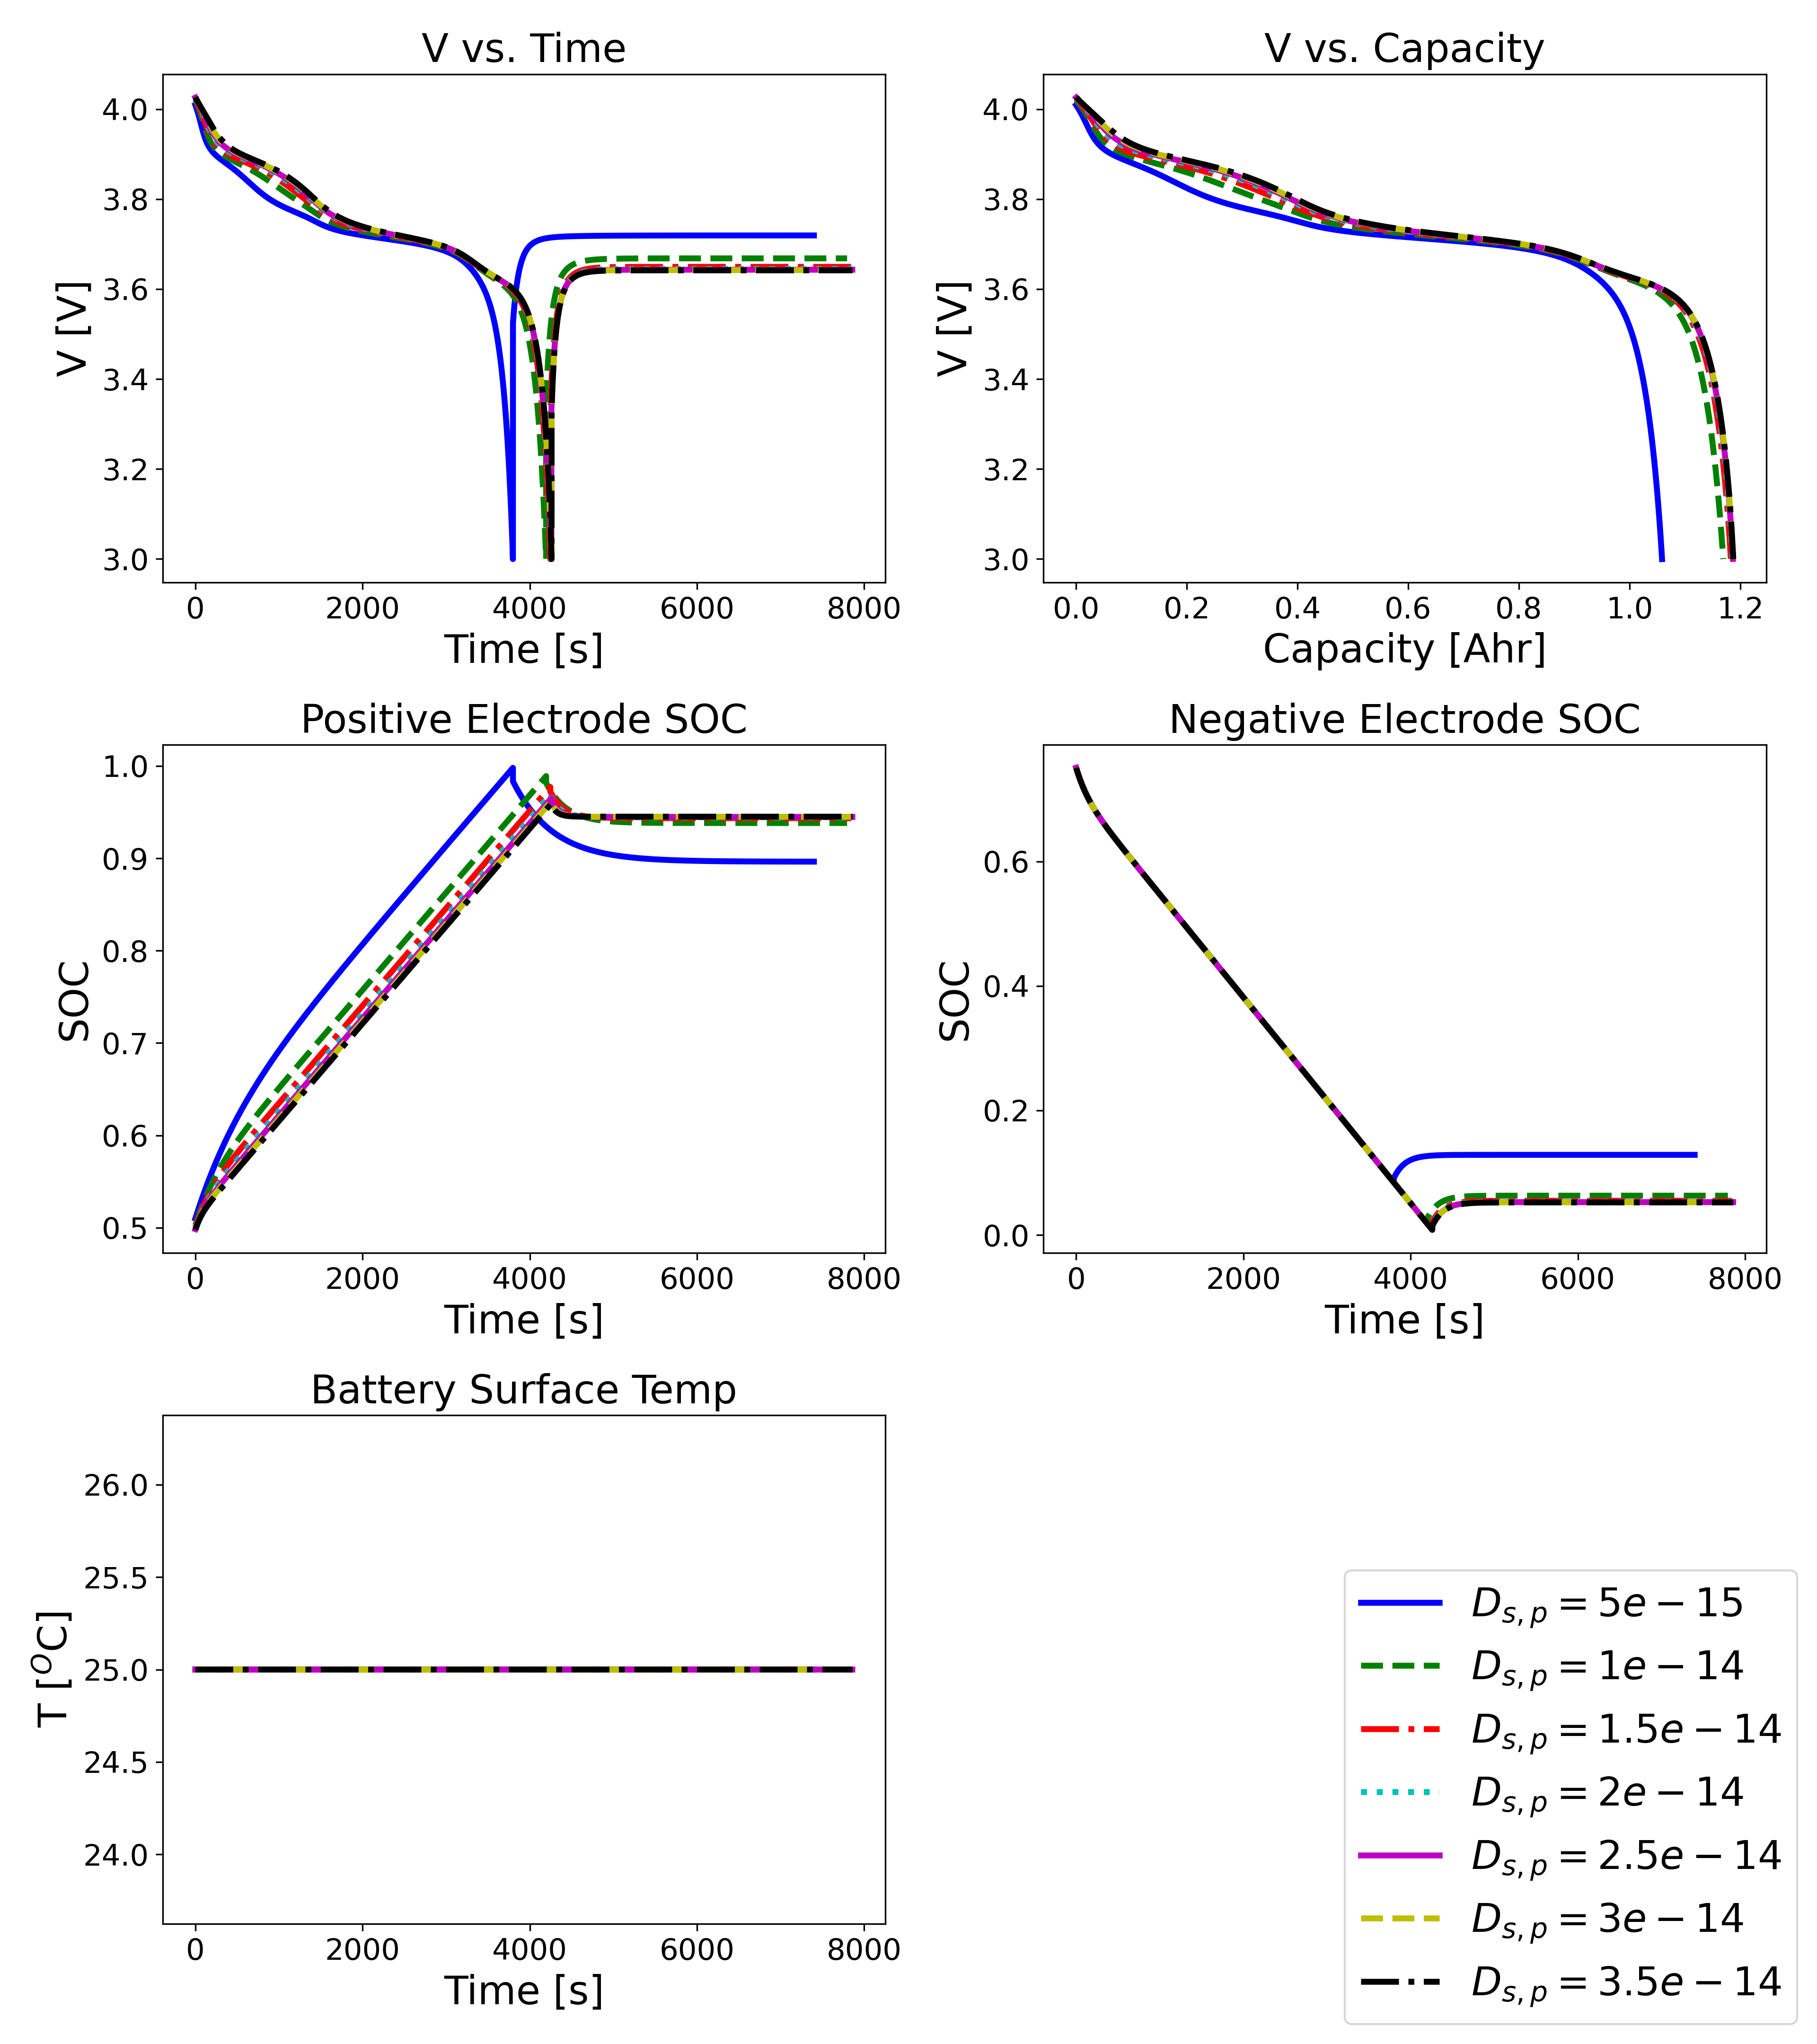 V vs. Time
4.0
3.8
3.6
3.4
3.2
3.0
V [V]
0 2000 4000 6000 8000
Time [s]
V vs. Capacity
4.0
3.8
3.6
3.4
3.2
3.0
V [V]
0.0 0.2 0.4 0.6 0.8 1.0 1.2
Capacity [Ahr]
Positive Electrode SOC
1.0
0.9
0.8
0.7
0.6
0.5
SOC
0 2000 4000 6000 8000
Time [s]
Negative Electrode SOC
0.6
0.4
0.2
0.0
SOC
0 2000 4000 6000 8000
Time [s]
Battery Surface Temp
26.0
25.5
25.0
24.5
24.0
T [°C]
0 2000 4000 6000 8000
Time [s]
D_{s,p} = 5e − 15
D_{s,p} = 1e − 14
D_{s,p} = 1.5e − 14
D_{s,p} = 2e − 14
D_{s,p} = 2.5e − 14
D_{s,p} = 3e − 14
D_{s,p} = 3.5e − 14